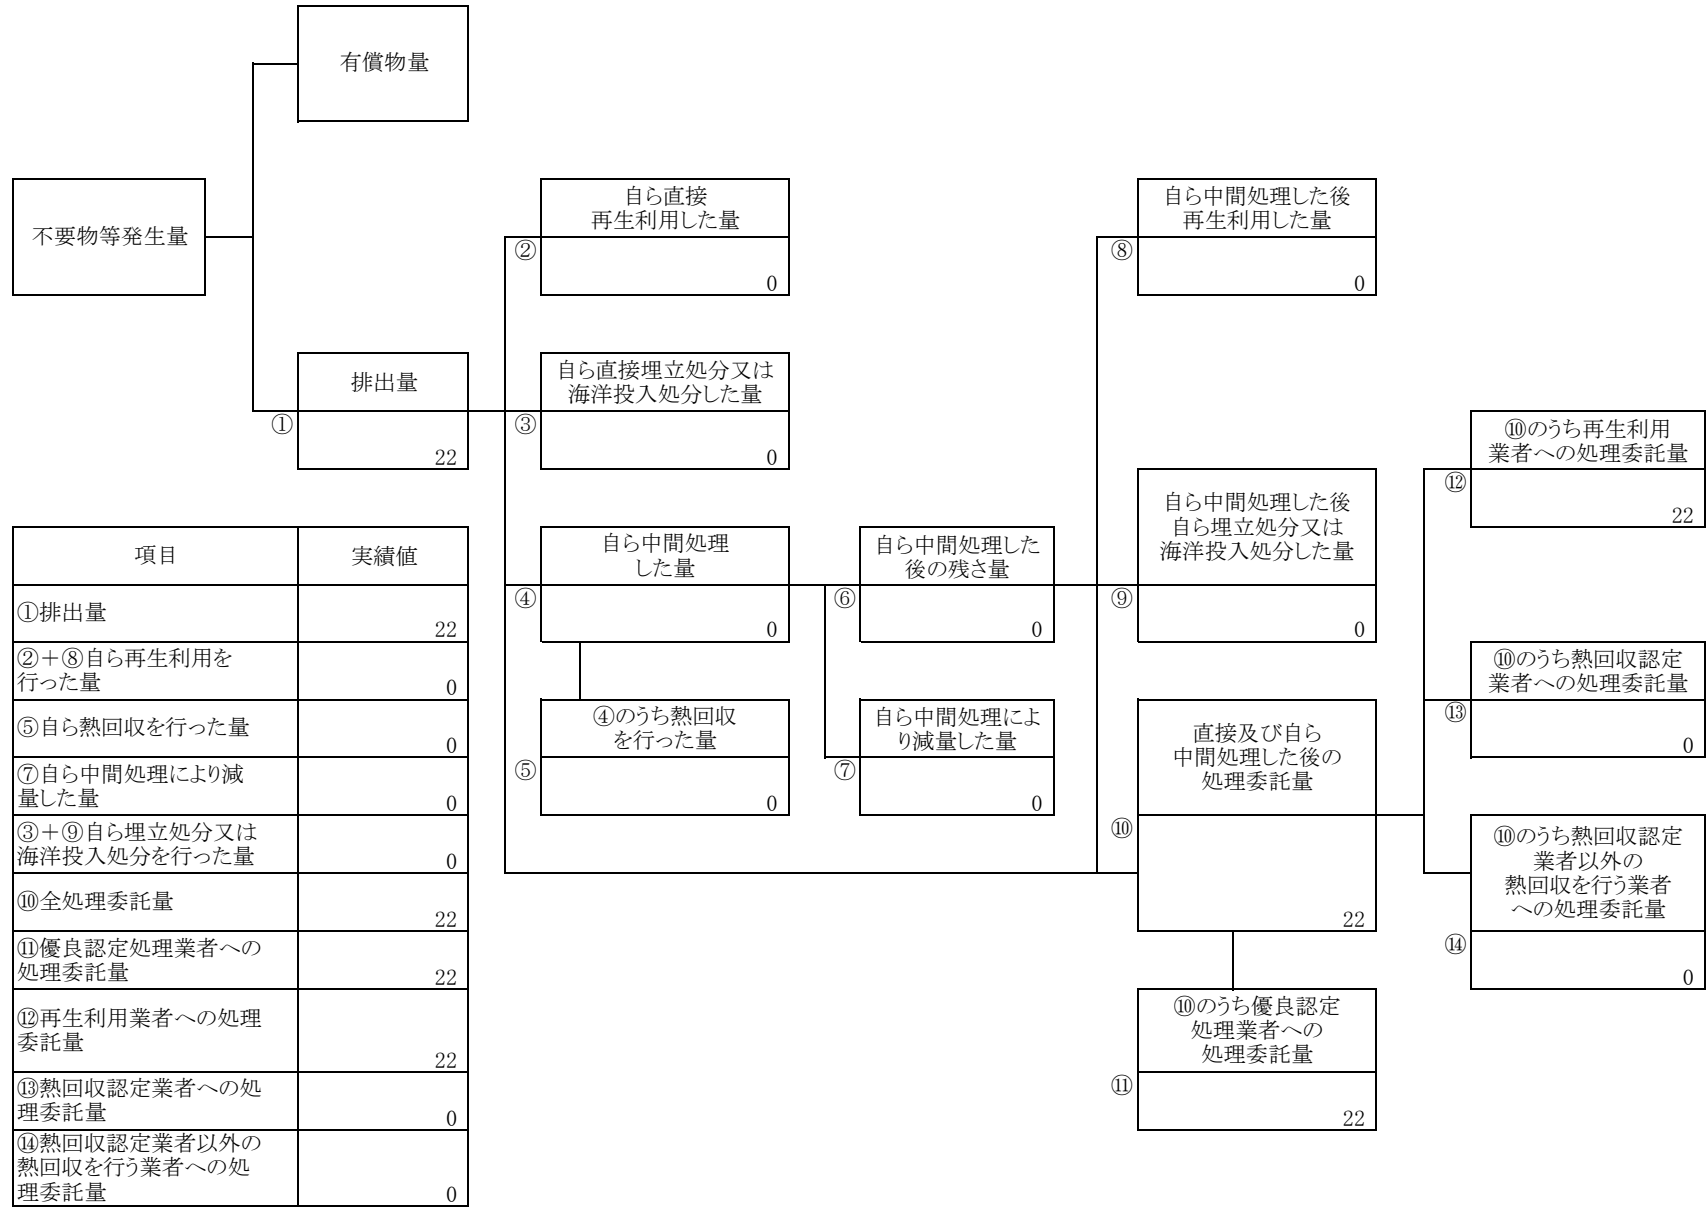 有償物量
不要物等発生量
自ら直接
再生利用した量
②
0
自ら中間処理した後
再生利用した量
⑧
0
排出量
①
22
自ら直接埋立処分又は
海洋投入処分した量
③
0
⑩のうち再生利用
業者への処理委託量
⑫
22
自ら中間処理
した量
④
0
自ら中間処理した
後の残さ量
⑥
0
自ら中間処理した後
自ら埋立処分又は
海洋投入処分した量
⑨
0
⑩のうち熱回収認定
業者への処理委託量
⑬
0
④のうち熱回収
を行った量
⑤
0
自ら中間処理によ
り減量した量
⑦
0
直接及び自ら
中間処理した後の
処理委託量
⑩
22
⑩のうち熱回収認定
業者以外の
熱回収を行う業者
への処理委託量
⑭
0
⑩のうち優良認定
処理業者への
処理委託量
⑪
22
項目 実績値
①排出量
22
②＋⑧自ら再生利用を
行った量
0
⑤自ら熱回収を行った量
0
⑦自ら中間処理により減
量した量
0
③＋⑨自ら埋立処分又は
海洋投入処分を行った量
0
⑩全処理委託量
22
⑪優良認定処理業者への
処理委託量
22
⑫再生利用業者への処理
委託量
22
⑬熱回収認定業者への処
理委託量
0
⑭熱回収認定業者以外の
熱回収を行う業者への処
理委託量
0